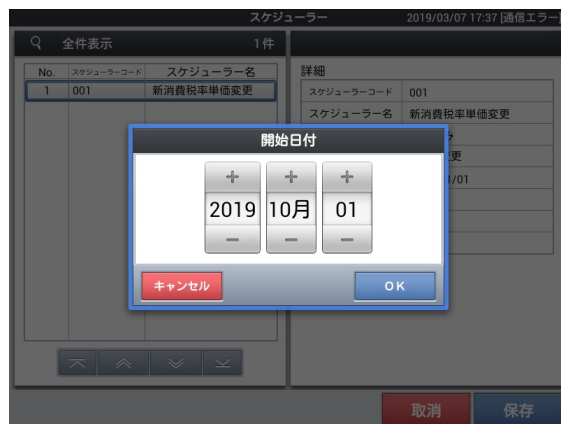 スケジューラー 2019/03/07 17:37 [通信エラー]
全件表示 1件
No. スケジューラーコード スケジューラー名
1 001 新消費税率単価変更
詳細
スケジューラーコード 001
スケジューラー名 新消費税率単価変更
更
1/01
開始日付
+ + +
2019 10月 01
− − −
キャンセル OK
取消 保存